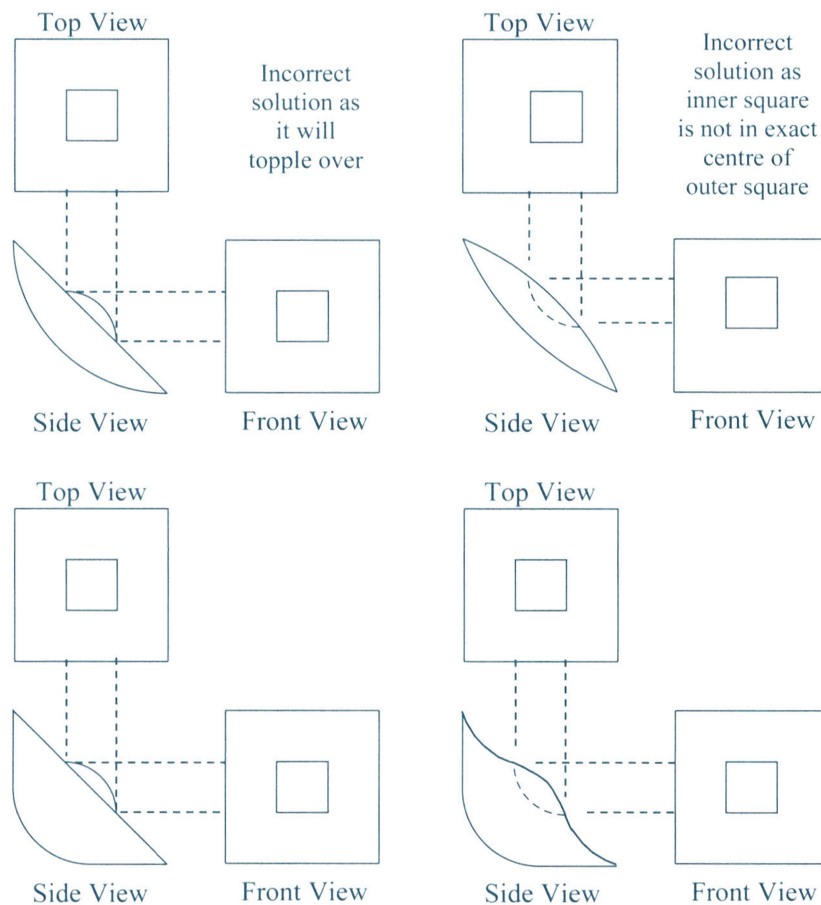 Top View
Incorrect
solution as
it will
topple over
Side View
Front View
Top View
Incorrect
solution as
inner square
is not in exact
centre of
outer square
Side View
Front View
Top View
Side View
Front View
Top View
Side View
Front View